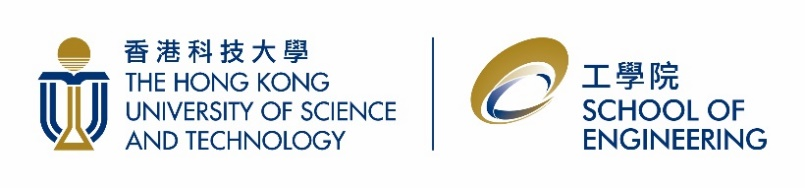 香港科技大學
THE HONG KONG
UNIVERSITY OF SCIENCE
AND TECHNOLOGY
工學院
SCHOOL OF
ENGINEERING